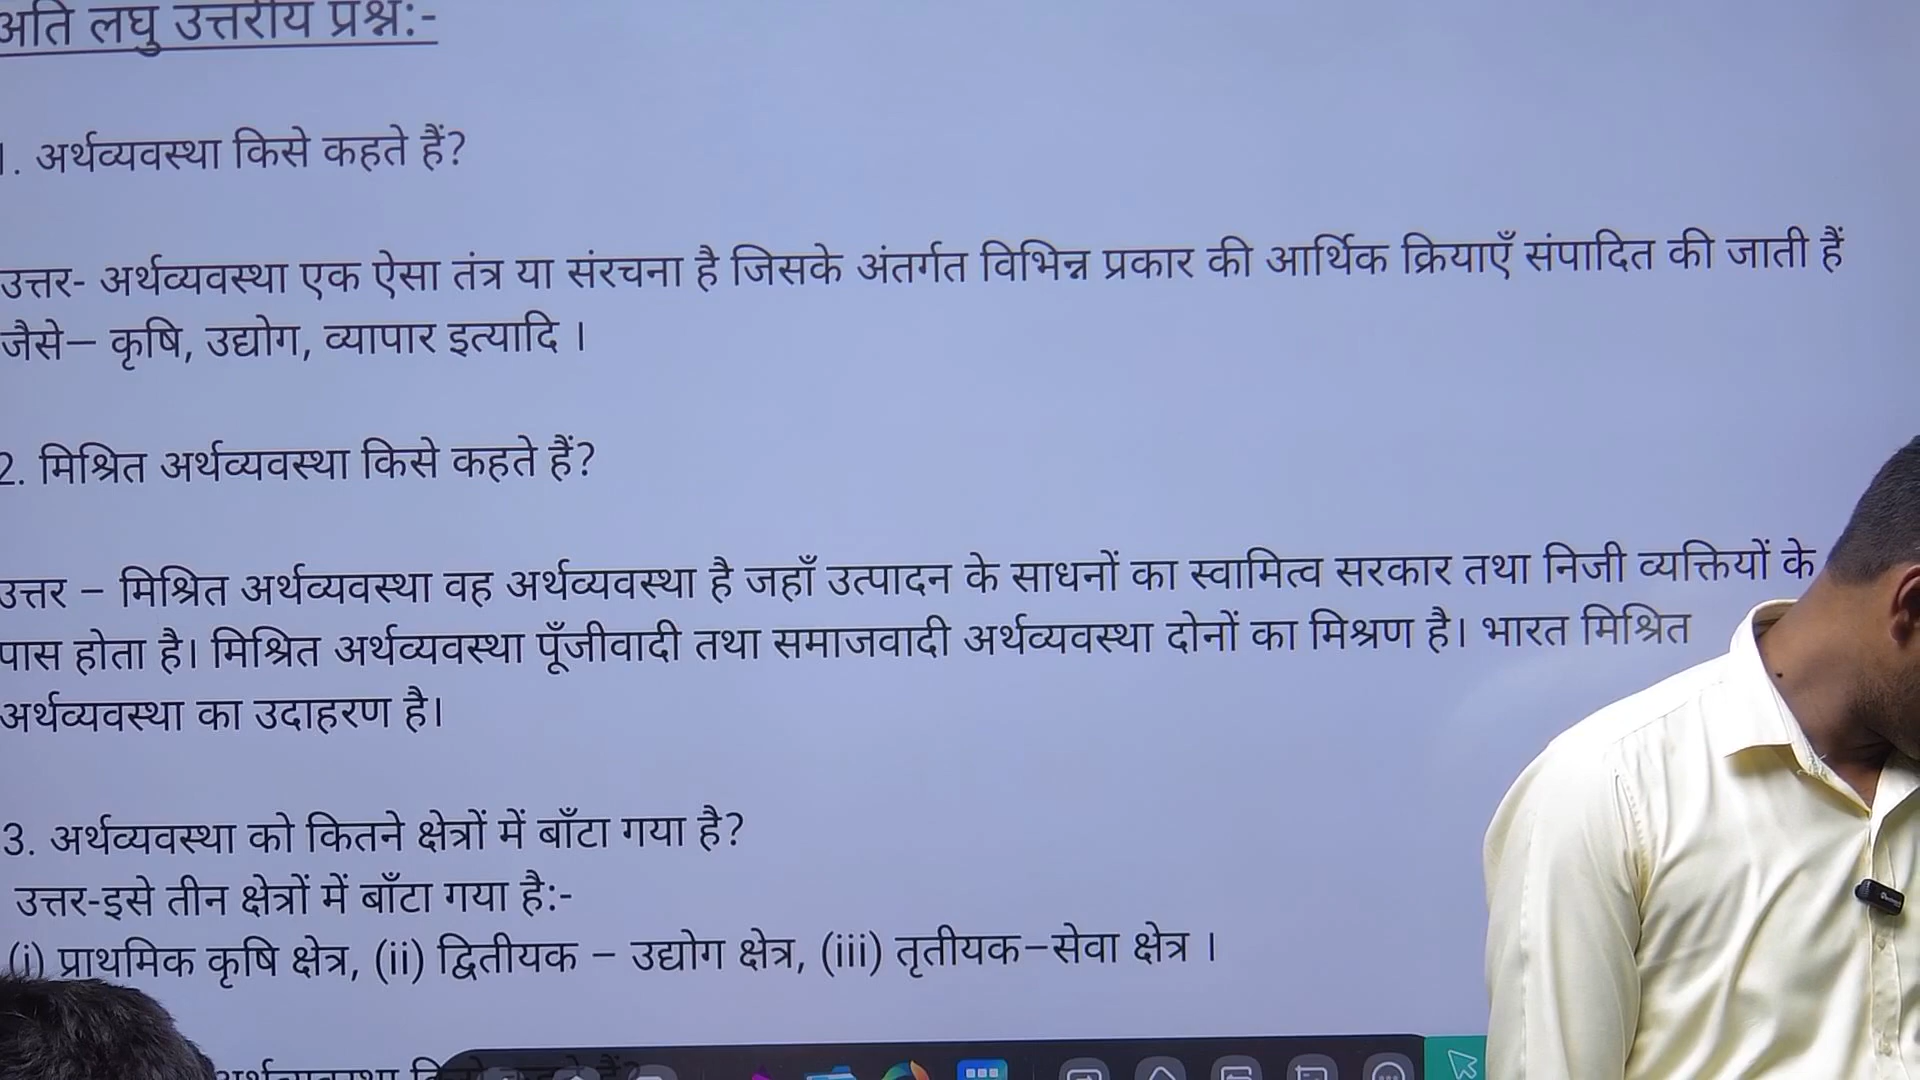 अति लघु उत्तरीय प्रश्न:-
1. अर्थव्यवस्था किसे कहते हैं?
उत्तर- अर्थव्यवस्था एक ऐसा तंत्र या संरचना है जिसके अंतर्गत विभिन्न प्रकार की आर्थिक क्रियाएँ संपादित की जाती हैं
जैसे– कृषि, उद्योग, व्यापार इत्यादि ।
2. मिश्रित अर्थव्यवस्था किसे कहते हैं?
उत्तर – मिश्रित अर्थव्यवस्था वह अर्थव्यवस्था है जहाँ उत्पादन के साधनों का स्वामित्व सरकार तथा निजी व्यक्तियों के
पास होता है। मिश्रित अर्थव्यवस्था पूँजीवादी तथा समाजवादी अर्थव्यवस्था दोनों का मिश्रण है। भारत मिश्रित
अर्थव्यवस्था का उदाहरण है।
3. अर्थव्यवस्था को कितने क्षेत्रों में बाँटा गया है?
उत्तर-इसे तीन क्षेत्रों में बाँटा गया है:-
(i) प्राथमिक कृषि क्षेत्र, (ii) द्वितीयक – उद्योग क्षेत्र, (iii) तृतीयक–सेवा क्षेत्र ।